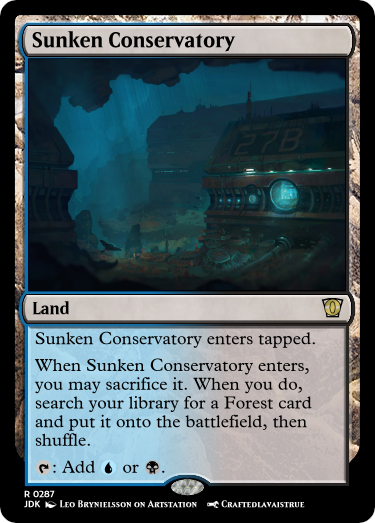 Sunken Conservatory
27B
Land
Sunken Conservatory enters tapped.
When Sunken Conservatory enters,
you may sacrifice it. When you do,
search your library for a Forest card
and put it onto the battlefield, then
shuffle.
: Add or .
R 0287
JDK Leo Brynielsson on Artstation Craftedlavaistrue